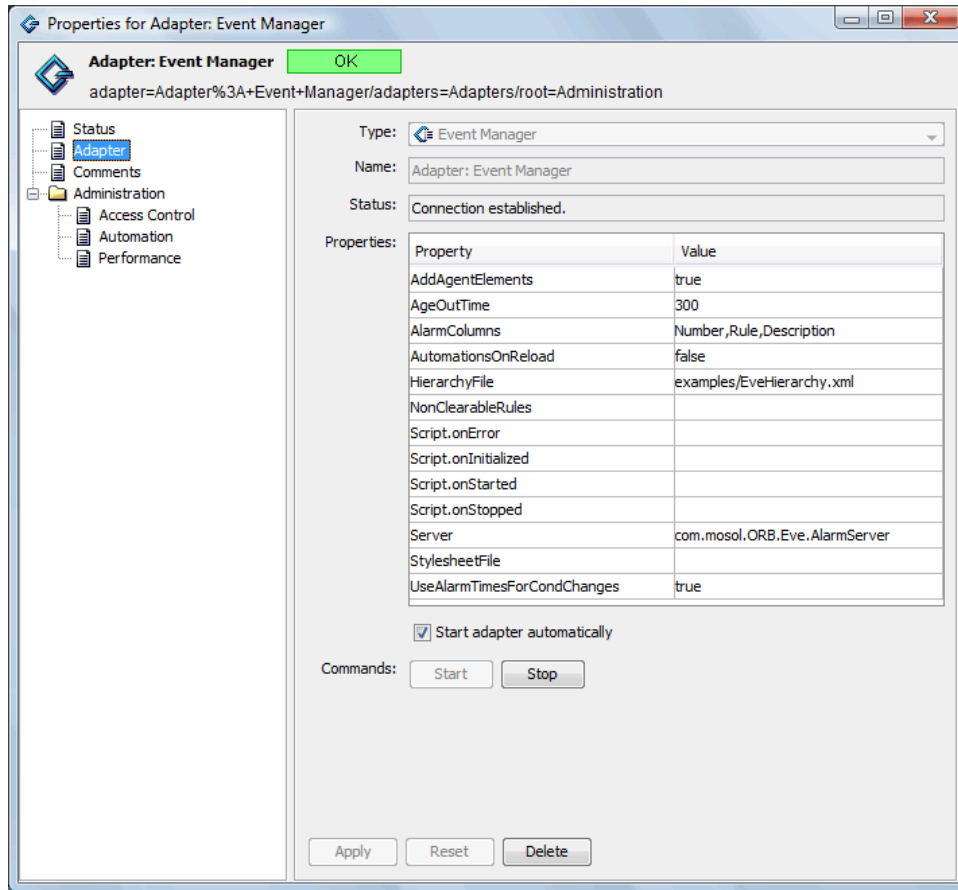 Properties for Adapter: Event Manager
Adapter: Event Manager OK
adapter=Adapter%3A+Event+Manager/adapters=Adapters/root=Administration
Status
Adapter
Comments
Administration
Access Control
Automation
Performance
Type: Event Manager
Name: Adapter: Event Manager
Status: Connection established.
Properties:
Property Value
AddAgentElements true
AgeOutTime 300
AlarmColumns Number,Rule,Description
AutomationsOnReload false
HierarchyFile examples/EveHierarchy.xml
NonClearableRules
Script.onError
Script.onInitialized
Script.onStarted
Script.onStopped
Server com.mosol.ORB.Eve.AlarmServer
StylesheetFile
UseAlarmTimesForCondChanges true
Start adapter automatically
Commands: Start Stop
Apply Reset Delete